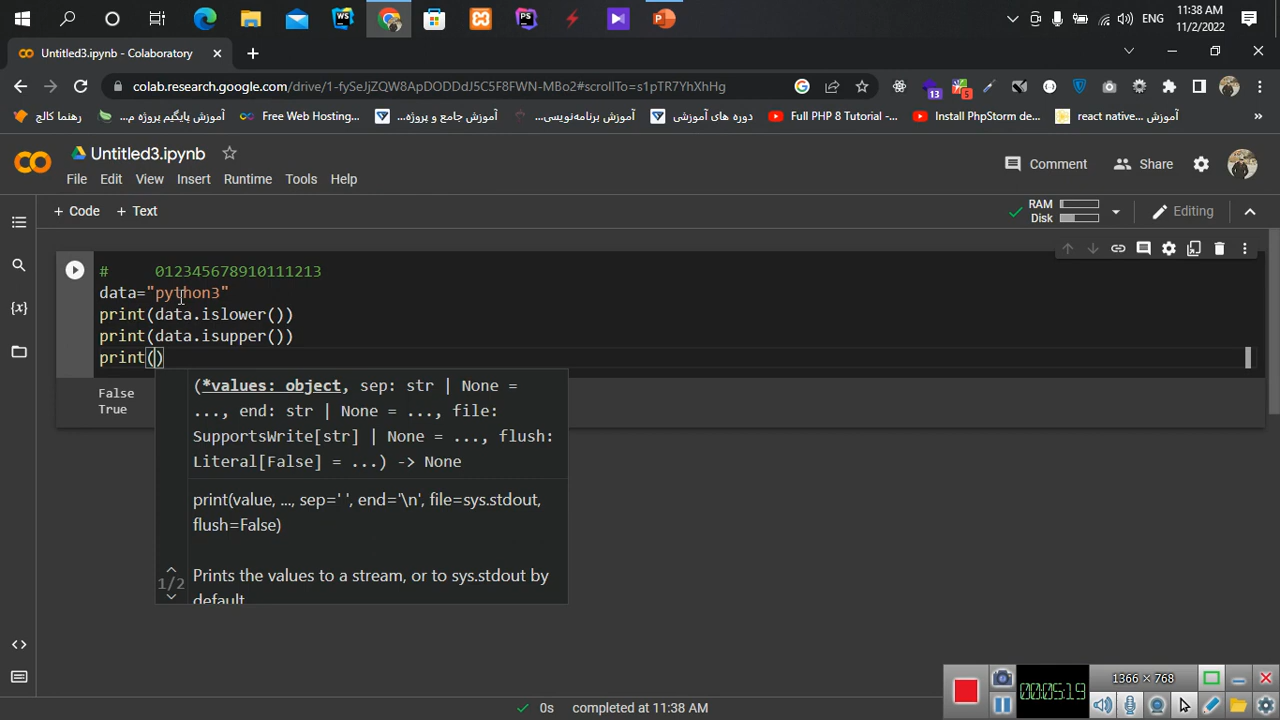 11:38 AM
11/2/2022
ENG
Untitled3.ipynb - Colaboratory
colab.research.google.com/drive/1-fySeJjZQW8ApDODDdJ5C5F8FWN-MBo2#scrollTo=s1pTR7YhXhHg
13
5
آموزش پایگیم پروژه م...
Free Web Hosting...
آموزش جامع و پروژه...
آموزش برنامه‌نویس...
دوره های آموزشی
Full PHP 8 Tutorial -...
Install PhpStorm de...
آموزش react native...
رهنما کالج
»
Untitled3.ipynb
Comment
Share
File Edit View Insert Runtime Tools Help
+ Code + Text
RAM
Disk
Editing
# 012345678910111213
data="python3"
print(data.islower())
print(data.isupper())
print()
False
True
(*values: object, sep: str | None =
..., end: str | None = ..., file:
SupportsWrite[str] | None = ..., flush:
Literal[False] = ...) -> None
print(value, ..., sep=' ', end='\n', file=sys.stdout,
flush=False)
Prints the values to a stream, or to sys.stdout by
default.
1/2
{x}
0s completed at 11:38 AM
1366 × 768
00:05:19